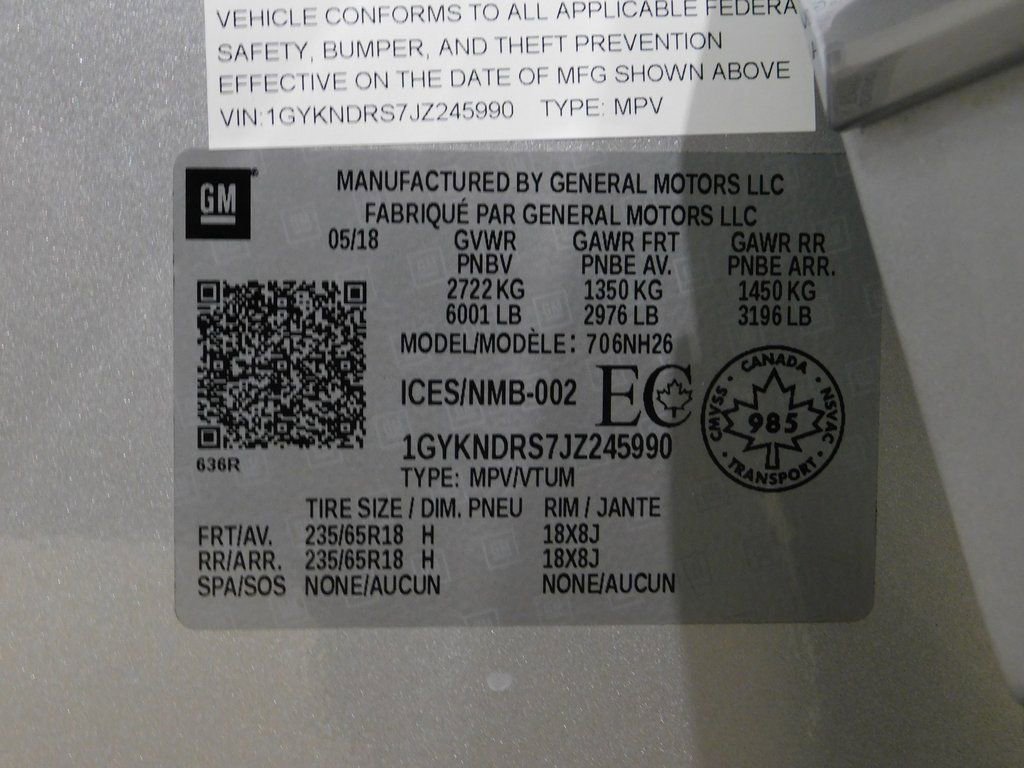 VEHICLE CONFORMS TO ALL APPLICABLE FEDERA
SAFETY, BUMPER, AND THEFT PREVENTION
EFFECTIVE ON THE DATE OF MFG SHOWN ABOVE
VIN:1GYKNDRS7JZ245990 TYPE: MPV
GM
MANUFACTURED BY GENERAL MOTORS LLC
FABRIQUÉ PAR GENERAL MOTORS LLC
05/18 GVWR GAWR FRT GAWR RR
PNBV PNBE AV. PNBE ARR.
2722 KG 1350 KG 1450 KG
6001 LB 2976 LB 3196 LB
MODEL/MODÈLE: 706NH26
ICES/NMB-002 EC
CANADA
CMVSS · NSVAC
985
TRANSPORT
1GYKNDRS7JZ245990
636R
TYPE: MPV/VTUM
TIRE SIZE / DIM. PNEU RIM / JANTE
FRT/AV. 235/65R18 H 18X8J
RR/ARR. 235/65R18 H 18X8J
SPA/SOS NONE/AUCUN NONE/AUCUN